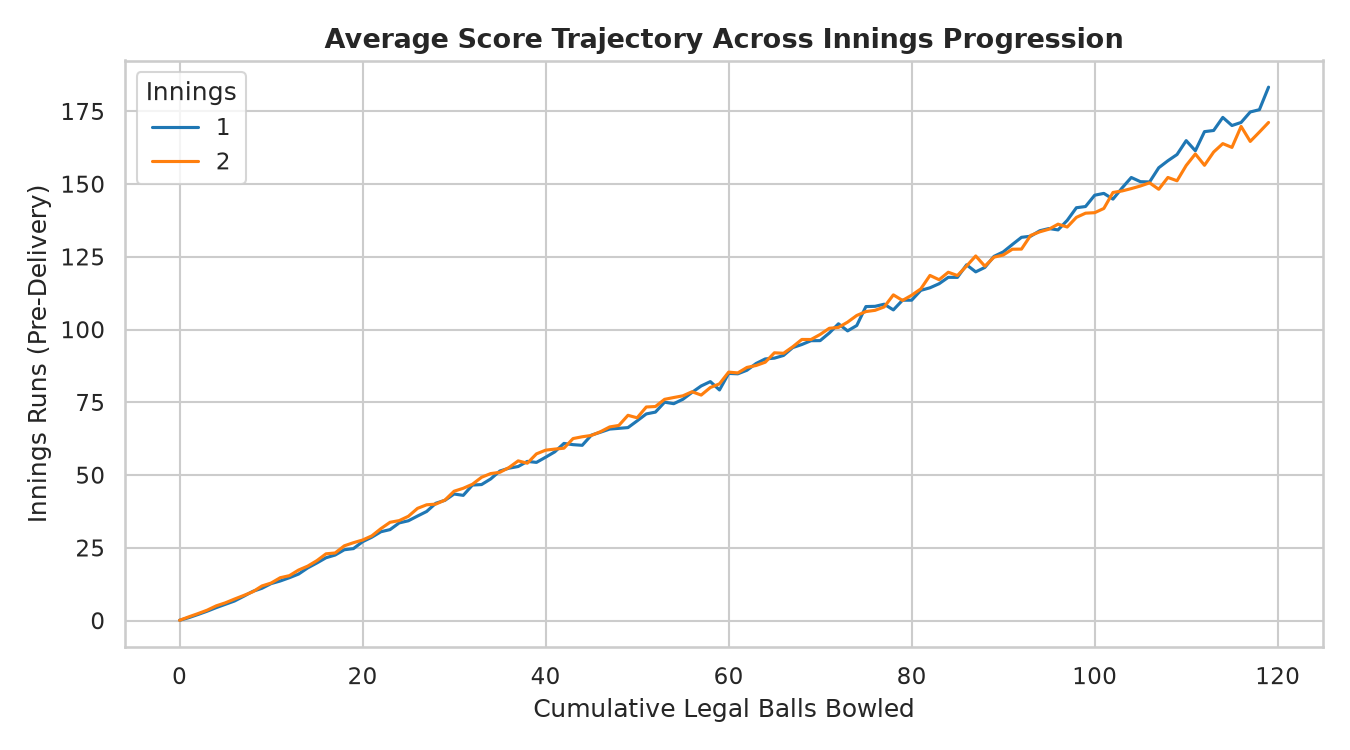 Average Score Trajectory Across Innings Progression
Innings
1
2
175
150
125
100
75
50
25
0
Innings Runs (Pre-Delivery)
0 20 40 60 80 100 120
Cumulative Legal Balls Bowled